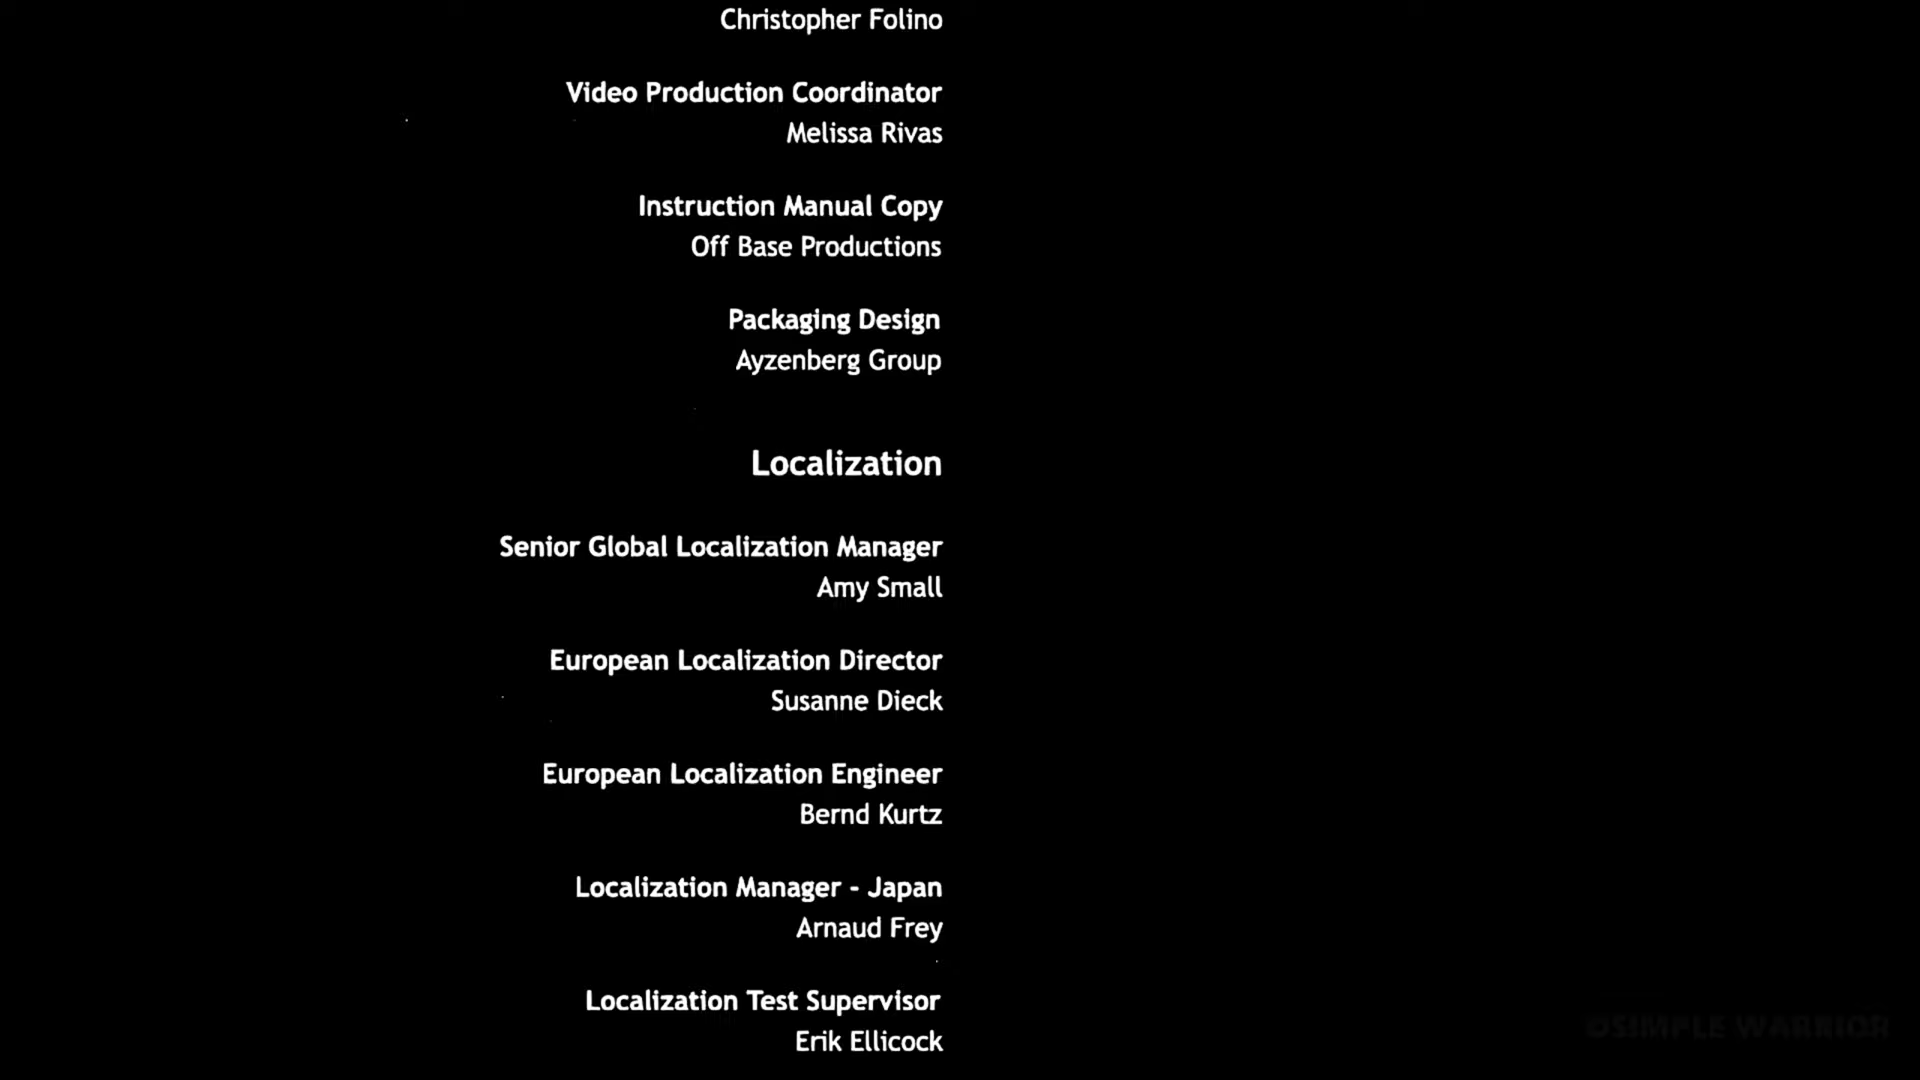 Christopher Folino
Video Production Coordinator
Melissa Rivas
Instruction Manual Copy
Off Base Productions
Packaging Design
Ayzenberg Group
Localization
Senior Global Localization Manager
Amy Small
European Localization Director
Susanne Dieck
European Localization Engineer
Bernd Kurtz
Localization Manager - Japan
Arnaud Frey
Localization Test Supervisor
Erik Ellicock
©SIMPLE WARRIOR